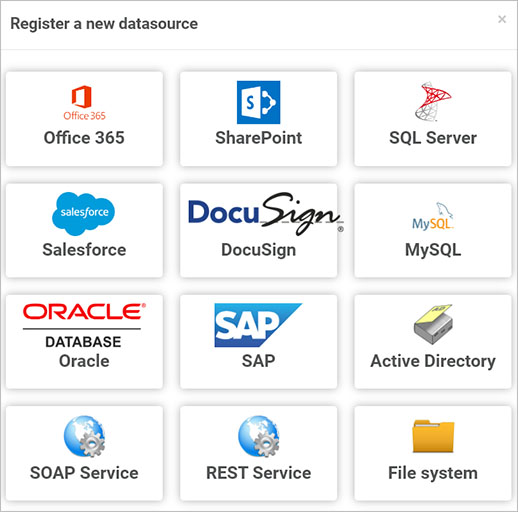 Register a new datasource
×
Office 365
Office 365
S
SharePoint
SQL Server
salesforce
Salesforce
DocuSign®
DocuSign
MySQL
MySQL
ORACLE®
DATABASE
Oracle
SAP
SAP
Active Directory
SOAP Service
REST Service
File system